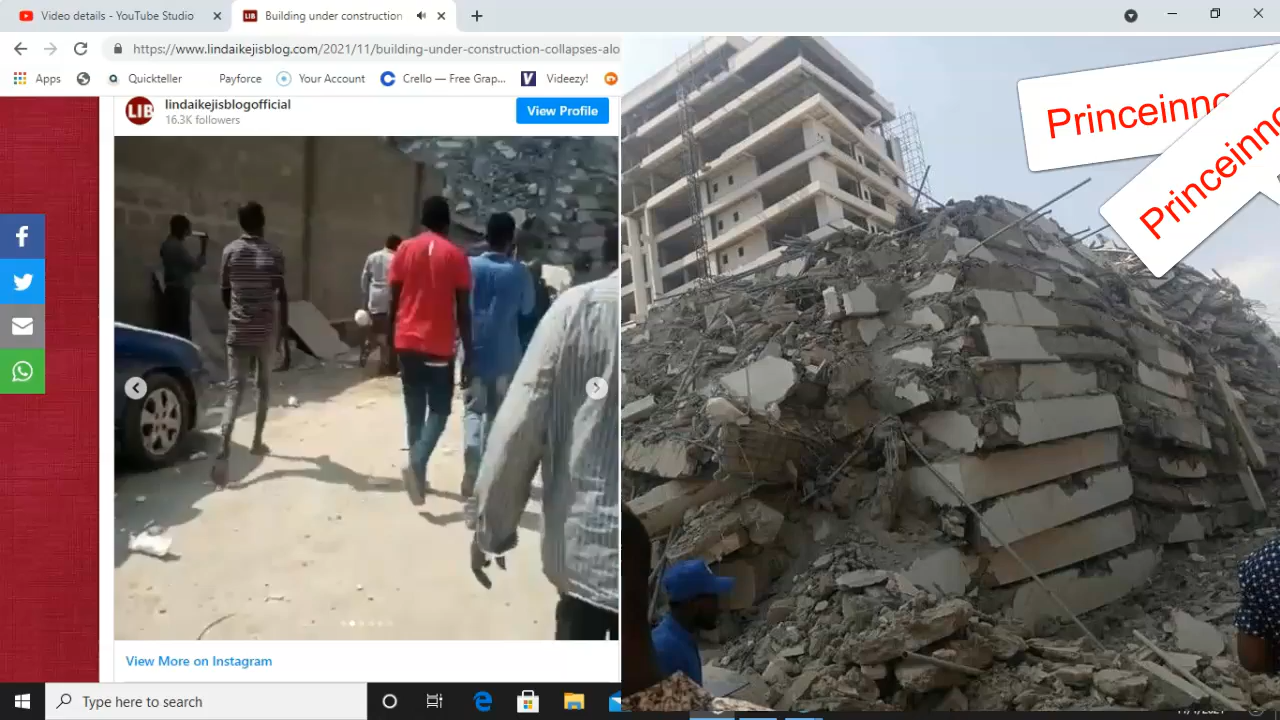 Video details - YouTube Studio
LIB Building under construction
https://www.lindaikejisblog.com/2021/11/building-under-construction-collapses-alo
Apps Quickteller Payforce Your Account Crello — Free Grap... Videezy!
LIB lindaikejisblogofficial
16.3K followers
View Profile
Princeinno
Princeinno
View More on Instagram
Type here to search